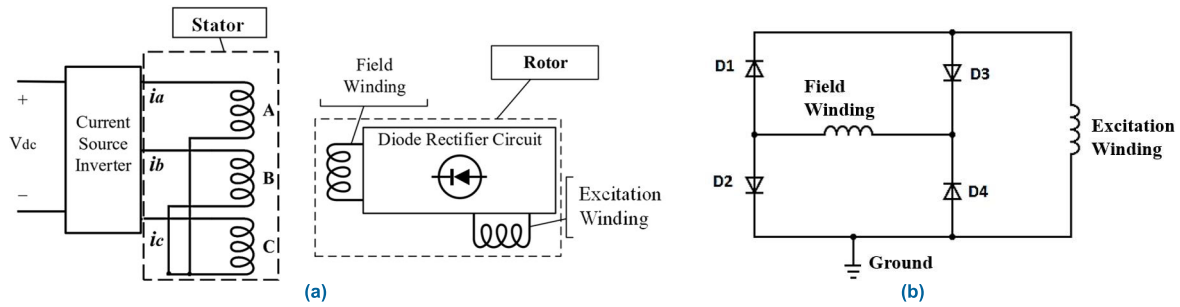 Stator
Current
Source
Inverter
+
Vdc
−
ia
ib
ic
A
B
C
Field
Winding
Rotor
Diode Rectifier Circuit
Excitation
Winding
(a)
D1
D2
D3
D4
Field
Winding
Excitation
Winding
Ground
(b)